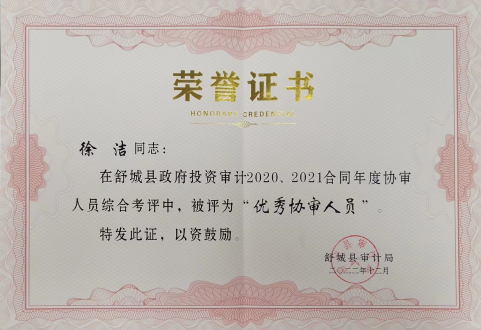 荣誉证书
HONORARY CREDENTIAL
徐 洁 同志：
在舒城县政府投资审计2020、2021合同年度协审
人员综合考评中，被评为“优秀协审人员”。
特发此证，以资鼓励。
舒城县审计局
二〇二二年十二月